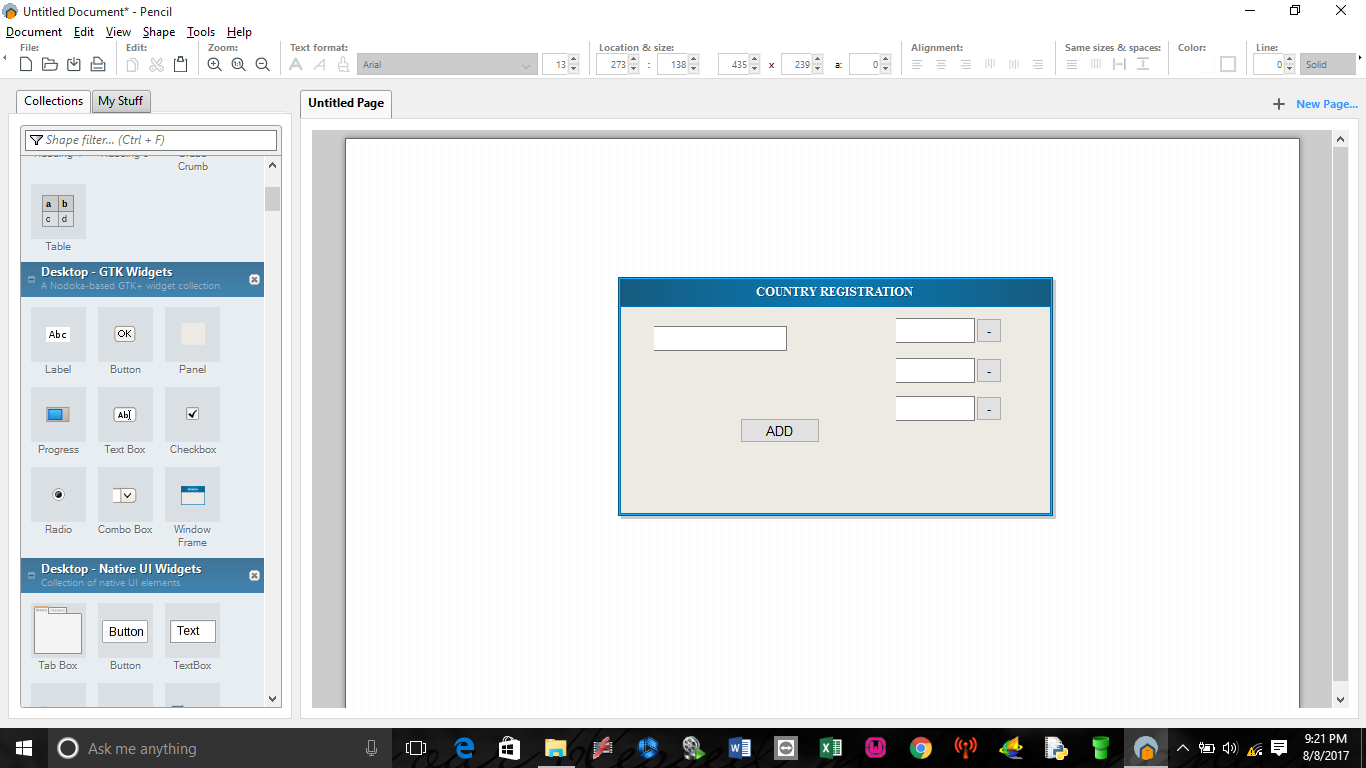 Untitled Document* - Pencil
Document Edit View Shape Tools Help
File: Edit: Zoom: Text format: Location & size: Alignment: Same sizes & spaces: Color: Line:
Arial 13 273 : 138 435 x 239 a: 0 0 Solid
Collections My Stuff
Untitled Page
New Page...
Shape filter... (Ctrl + F)
Crumb
a b
c d
Table
Desktop - GTK Widgets
A Nodoka-based GTK+ widget collection
Abc OK
Label Button Panel
Ab
Progress Text Box Checkbox
Radio Combo Box Window Frame
Desktop - Native UI Widgets
Collection of native UI elements
Button Text
Tab Box Button TextBox
COUNTRY REGISTRATION
-
-
-
ADD
Ask me anything
9:21 PM
8/8/2017